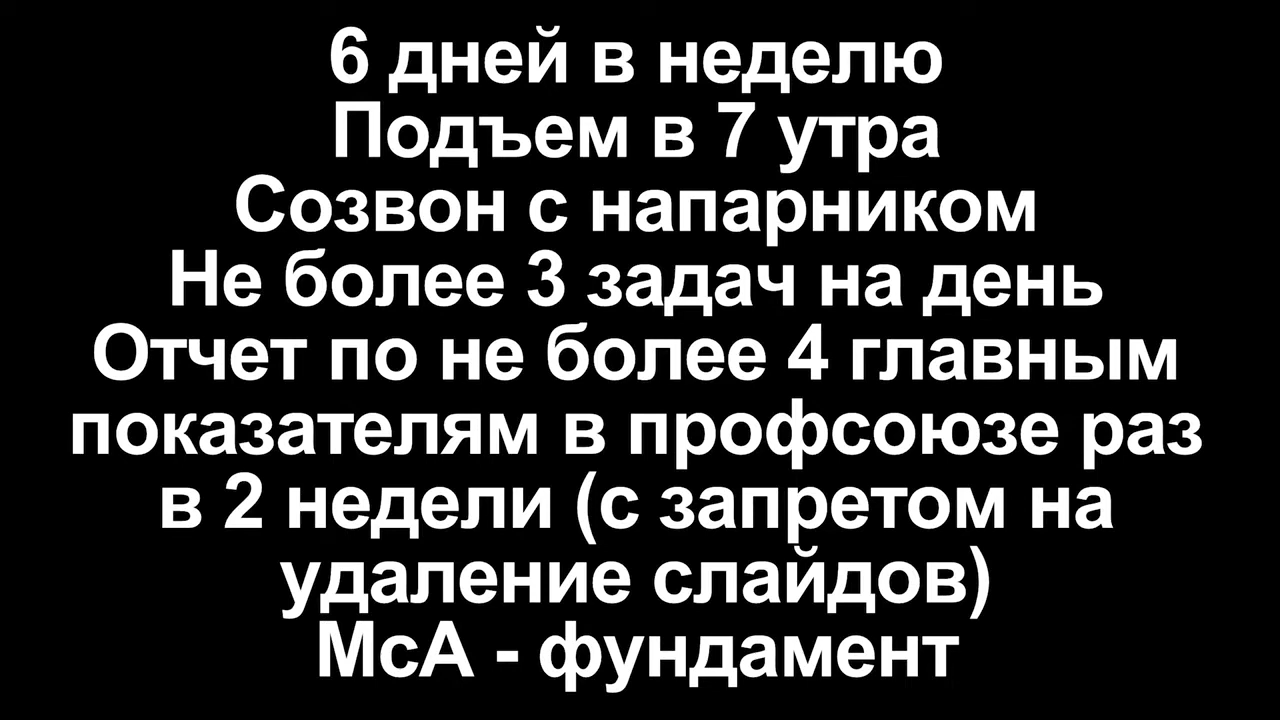 6 дней в неделю
Подъем в 7 утра
Созвон с напарником
Не более 3 задач на день
Отчет по не более 4 главным
показателям в профсоюзе раз
в 2 недели (с запретом на
удаление слайдов)
МсА - фундамент